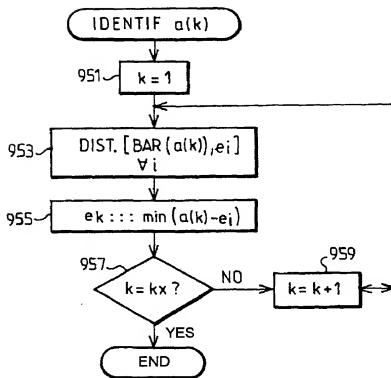 IDENTIF a(k)
951
k = 1
953
DIST. [BAR(a(k)), ei]
∀ i
955
ek ::: min (a(k)-ei)
957
k = kx ?
NO
959
k = k+1
YES
END